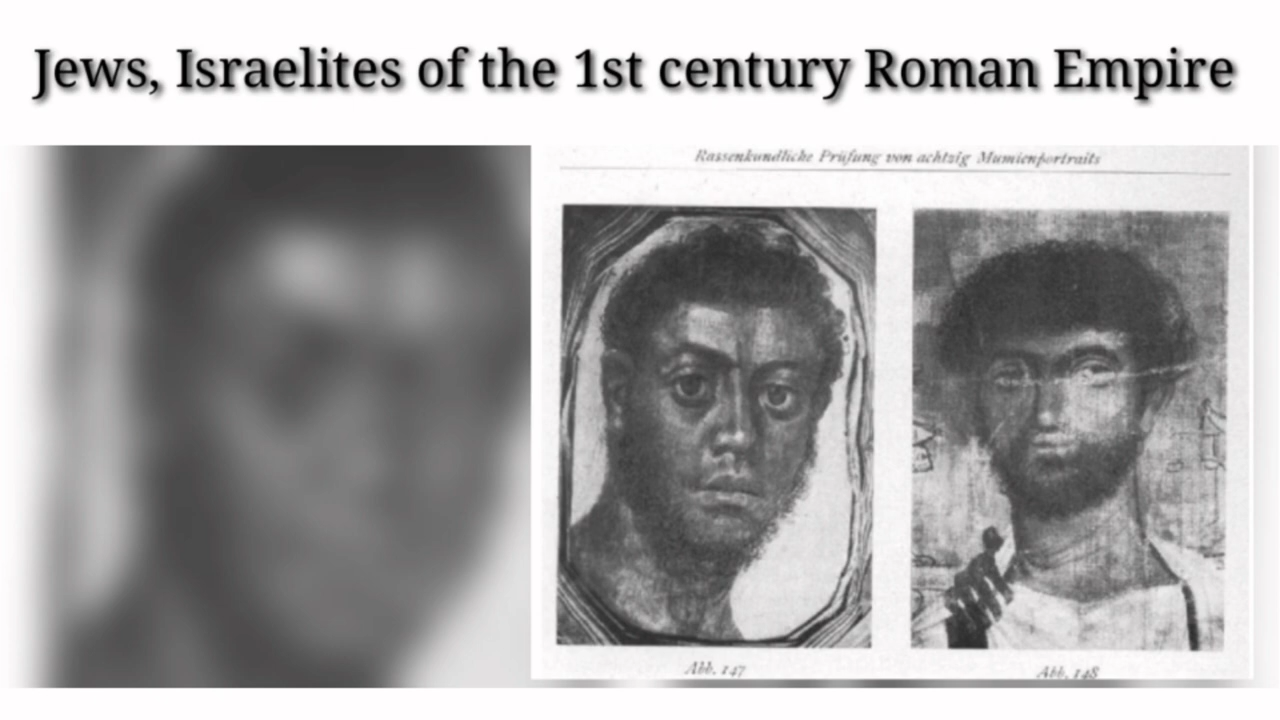 Jews, Israelites of the 1st century Roman Empire
Rassenkundliche Prüfung von achtzig Mumienportraits
Abb. 147
Abb. 148